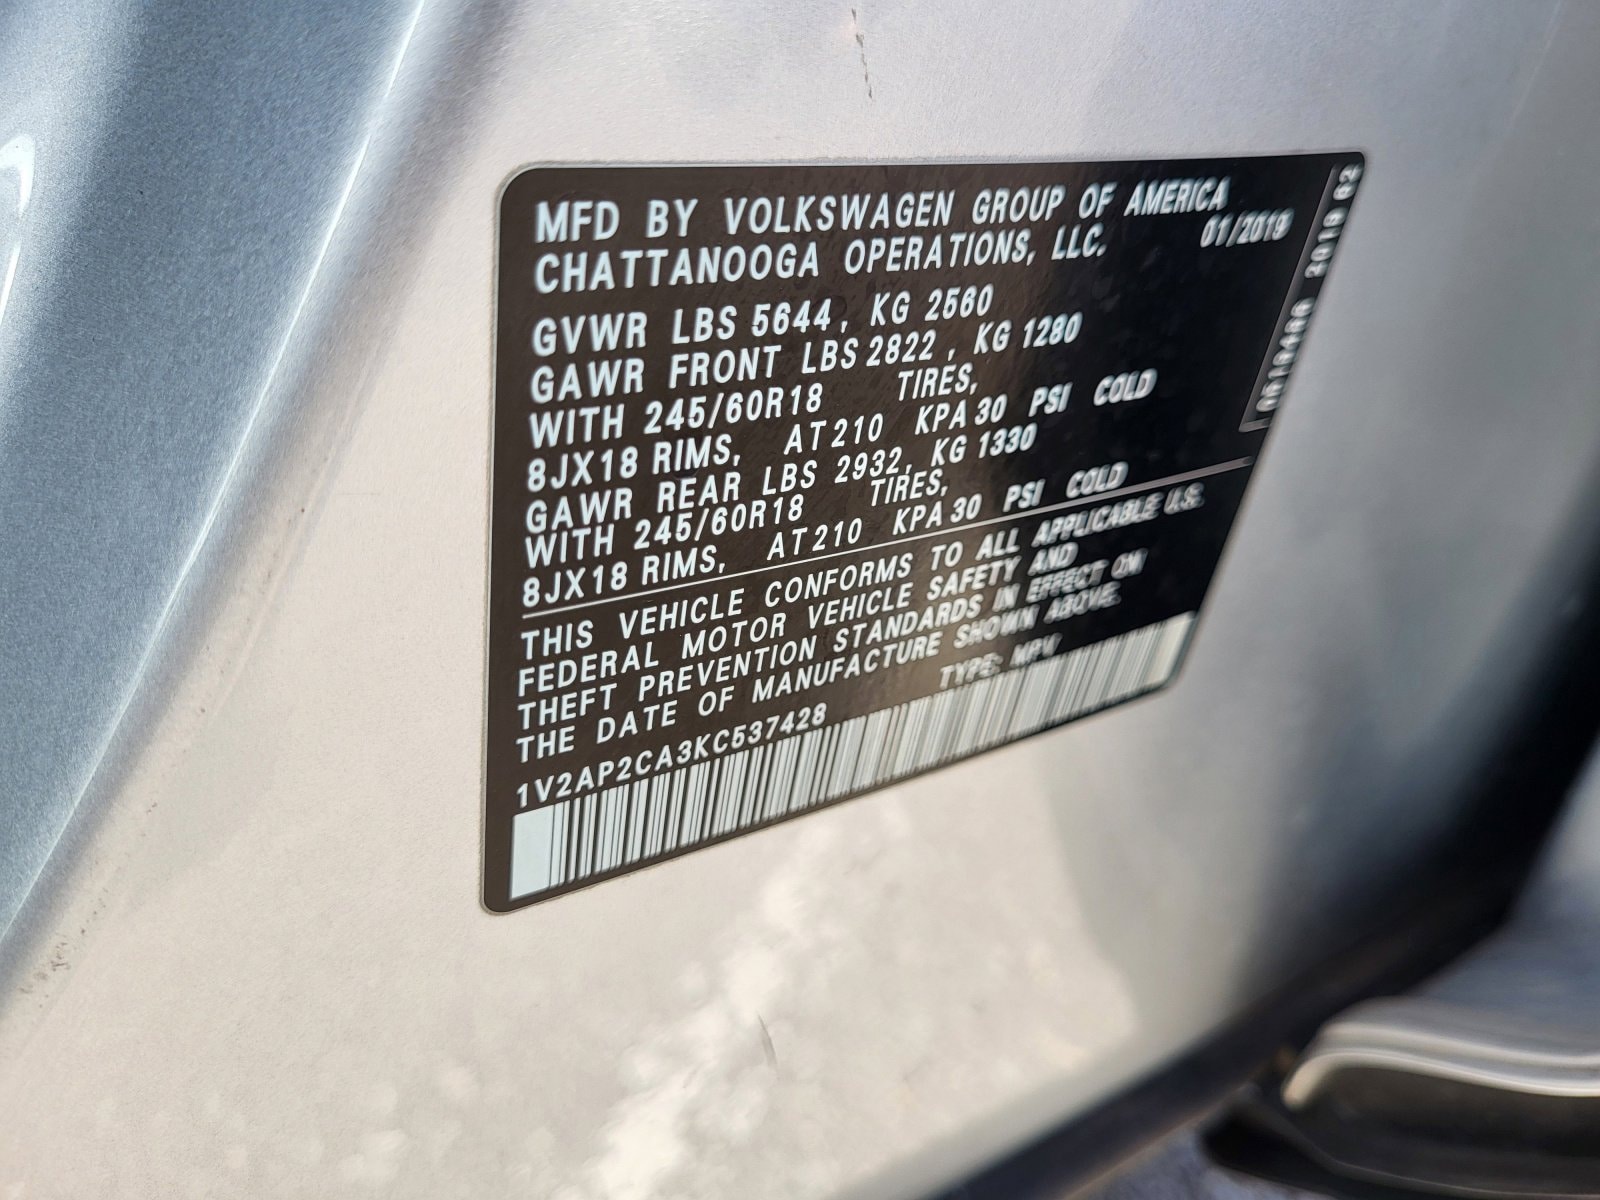 MFD BY VOLKSWAGEN GROUP OF AMERICA
CHATTANOOGA OPERATIONS, LLC. 01/2019
GVWR LBS 5644, KG 2560
GAWR FRONT LBS 2822, KG 1280
WITH 245/60R18 TIRES,
8JX18 RIMS, AT 210 KPA 30 PSI COLD
GAWR REAR LBS 2932, KG 1330
WITH 245/60R18 TIRES,
8JX18 RIMS, AT 210 KPA 30 PSI COLD
THIS VEHICLE CONFORMS TO ALL APPLICABLE U.S.
FEDERAL MOTOR VEHICLE SAFETY AND
THEFT PREVENTION STANDARDS IN EFFECT ON
THE DATE OF MANUFACTURE SHOWN ABOVE.
1V2AP2CA3KC537428 TYPE: MPV
2019 02